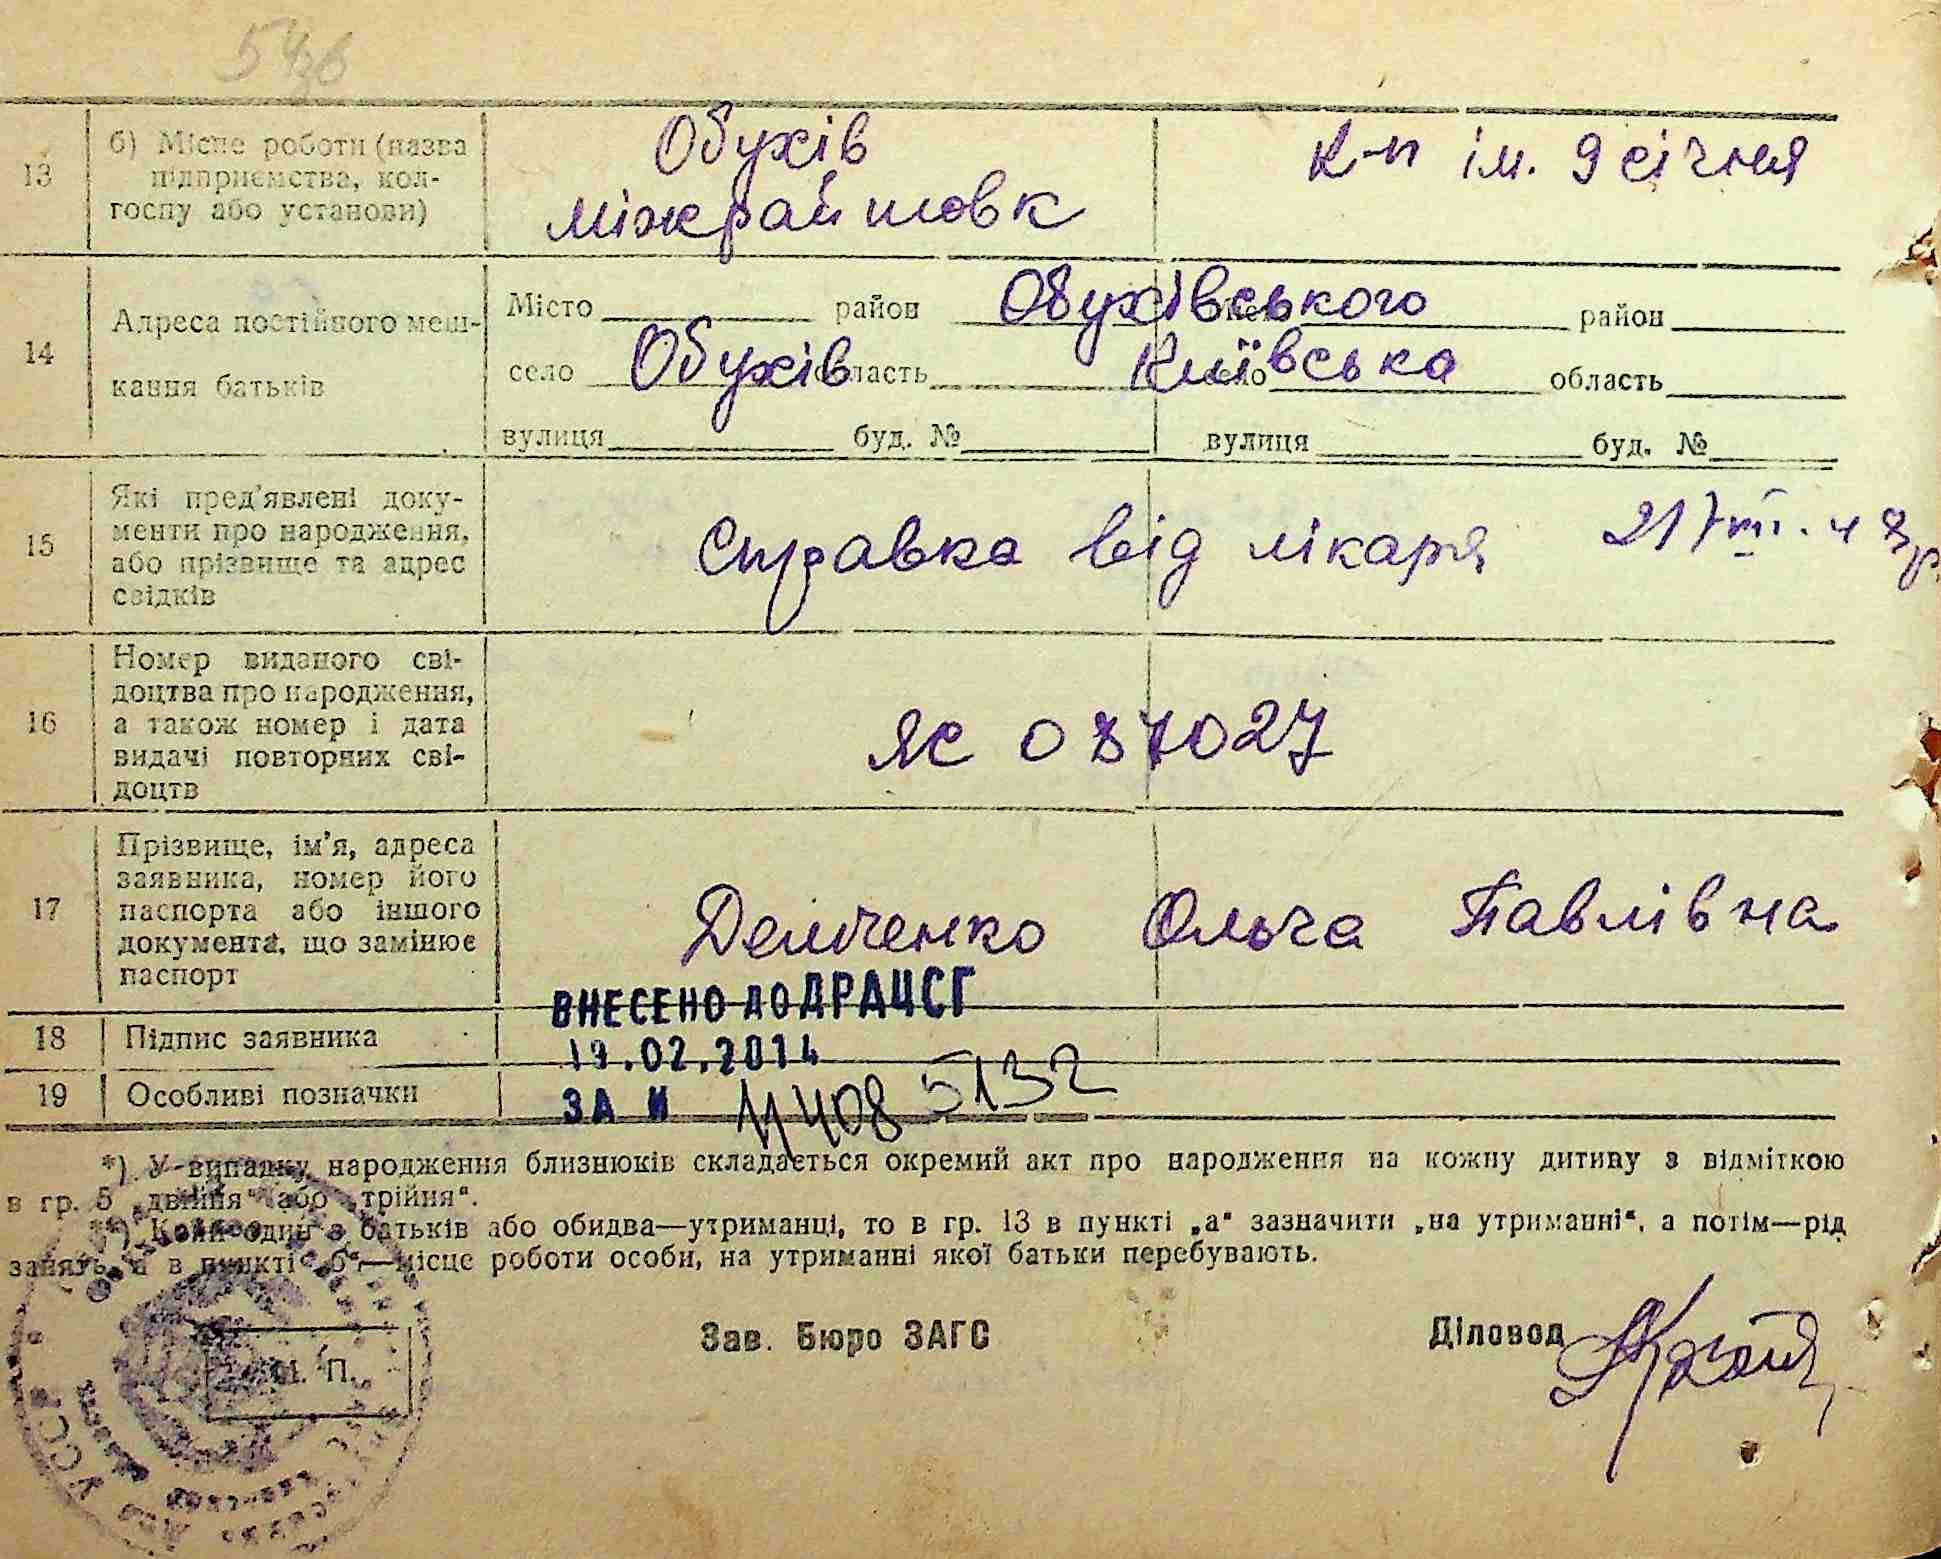 13
б) Місце роботи (назва
підприємства, кол-
госпу або установи)
Обухів
міжрайшовк
к-п ім. 9 січня
14
Адреса постійного меш-
кання батьків
Місто район Обухівського район
село Обухів область Київська область
вулиця буд. № вулиця буд. №
15
Які пред'явлені доку-
менти про народження,
або прізвище та адрес
свідків
Справка від лікаря
16
Номер виданого сві-
доцтва про народження,
а також номер і дата
видачі повторних сві-
доцтв
ЯС 087027
17
Прізвище, ім'я, адреса
заявника, номер його
паспорта або іншого
документа, що замінює
паспорт
Демченко Ольга Павлівна
ВНЕСЕНО ДО ДРАЦСГ
18 Підпис заявника
19.02.2014
19 Особливі позначки
ЗА И 11408 5132
*) У випадку народження близнюків складається окремий акт про народження на кожну дитину з відміткою
в гр. 5 „двійня“ або „трійня“.
**) Коли один з батьків або обидва—утриманці, то в гр. 13 в пункті „а“ зазначити „на утриманні“, а потім—рід
занять, а в пункті „б“—місце роботи особи, на утриманні якої батьки перебувають.
Зав. Бюро ЗАГС
Діловод
М. П.
УССР